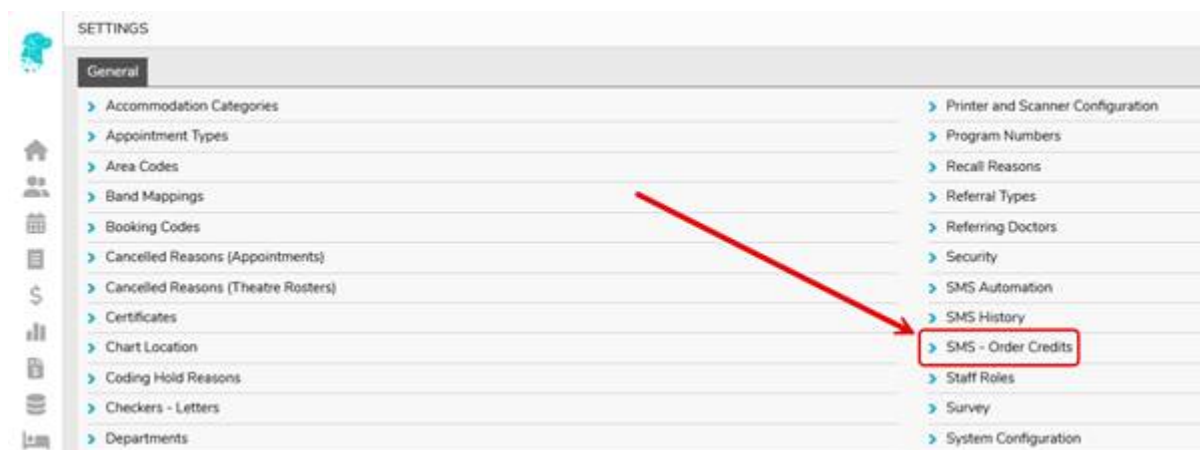 SETTINGS
General
Accommodation Categories
Appointment Types
Area Codes
Band Mappings
Booking Codes
Cancelled Reasons (Appointments)
Cancelled Reasons (Theatre Rosters)
Certificates
Chart Location
Coding Hold Reasons
Checkers - Letters
Departments
Printer and Scanner Configuration
Program Numbers
Recall Reasons
Referral Types
Referring Doctors
Security
SMS Automation
SMS History
SMS - Order Credits
Staff Roles
Survey
System Configuration